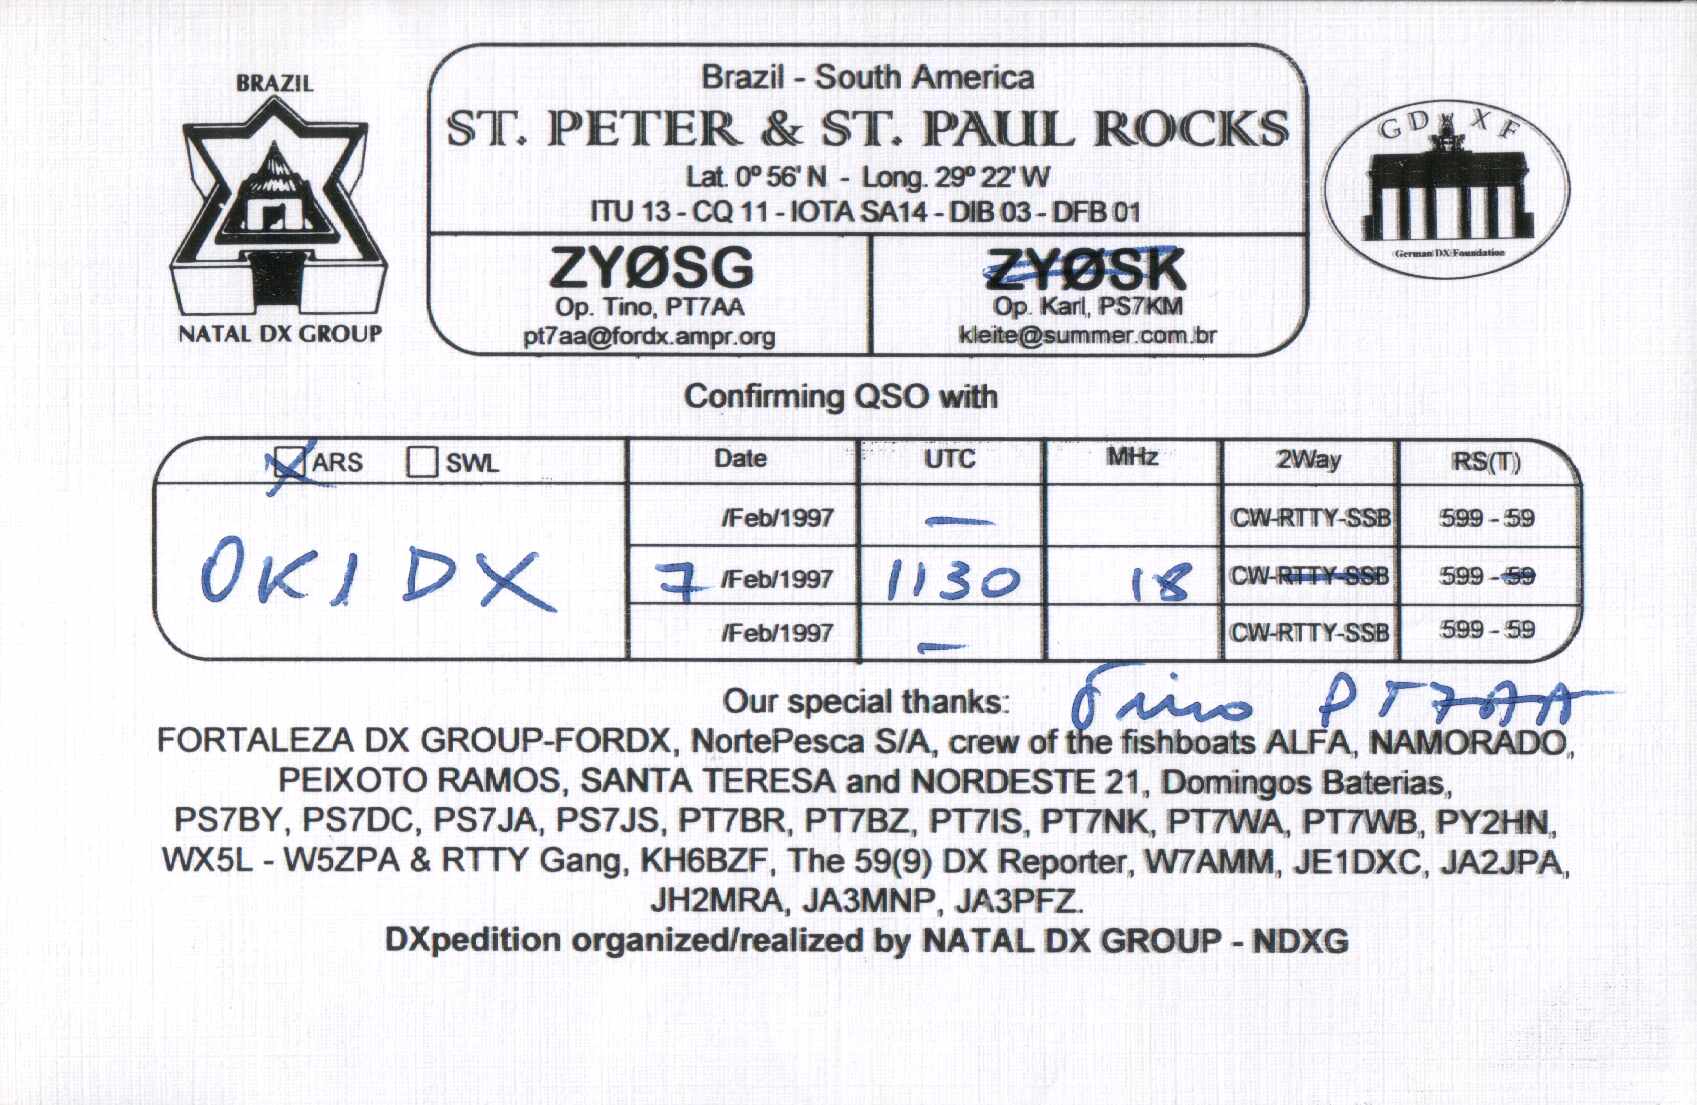 BRAZIL
NATAL DX GROUP
Brazil - South America
ST. PETER & ST. PAUL ROCKS
Lat. 0º 56' N - Long. 29º 22' W
ITU 13 - CQ 11 - IOTA SA14 - DIB 03 - DFB 01
ZYØSG
Op. Tino, PT7AA
pt7aa@fordx.ampr.org
ZYØSK
Op. Karl, PS7KM
kleite@summer.com.br
GDXF
German DX Foundation
Confirming QSO with
ARS SWL Date UTC MHz 2Way RS(T)
/Feb/1997 — CW-RTTY-SSB 599 - 59
OK1DX 7 /Feb/1997 1130 18 CW-RTTY-SSB 599 - 59
/Feb/1997 — CW-RTTY-SSB 599 - 59
Our special thanks: Tino PT7AA
FORTALEZA DX GROUP-FORDX, NortePesca S/A, crew of the fishboats ALFA, NAMORADO,
PEIXOTO RAMOS, SANTA TERESA and NORDESTE 21, Domingos Baterias,
PS7BY, PS7DC, PS7JA, PS7JS, PT7BR, PT7BZ, PT7IS, PT7NK, PT7WA, PT7WB, PY2HN,
WX5L - W5ZPA & RTTY Gang, KH6BZF, The 59(9) DX Reporter, W7AMM, JE1DXC, JA2JPA,
JH2MRA, JA3MNP, JA3PFZ.
DXpedition organized/realized by NATAL DX GROUP - NDXG